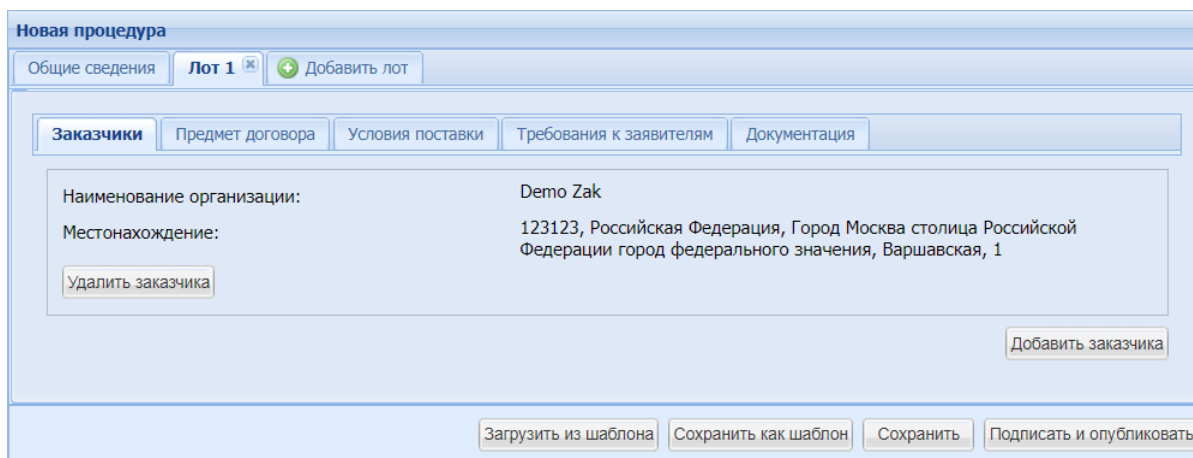 Новая процедура
Общие сведения Лот 1 Добавить лот
Заказчики Предмет договора Условия поставки Требования к заявителям Документация
Наименование организации: Demo Zak
Местонахождение: 123123, Российская Федерация, Город Москва столица Российской
Федерации город федерального значения, Варшавская, 1
Удалить заказчика
Добавить заказчика
Загрузить из шаблона Сохранить как шаблон Сохранить Подписать и опубликовать